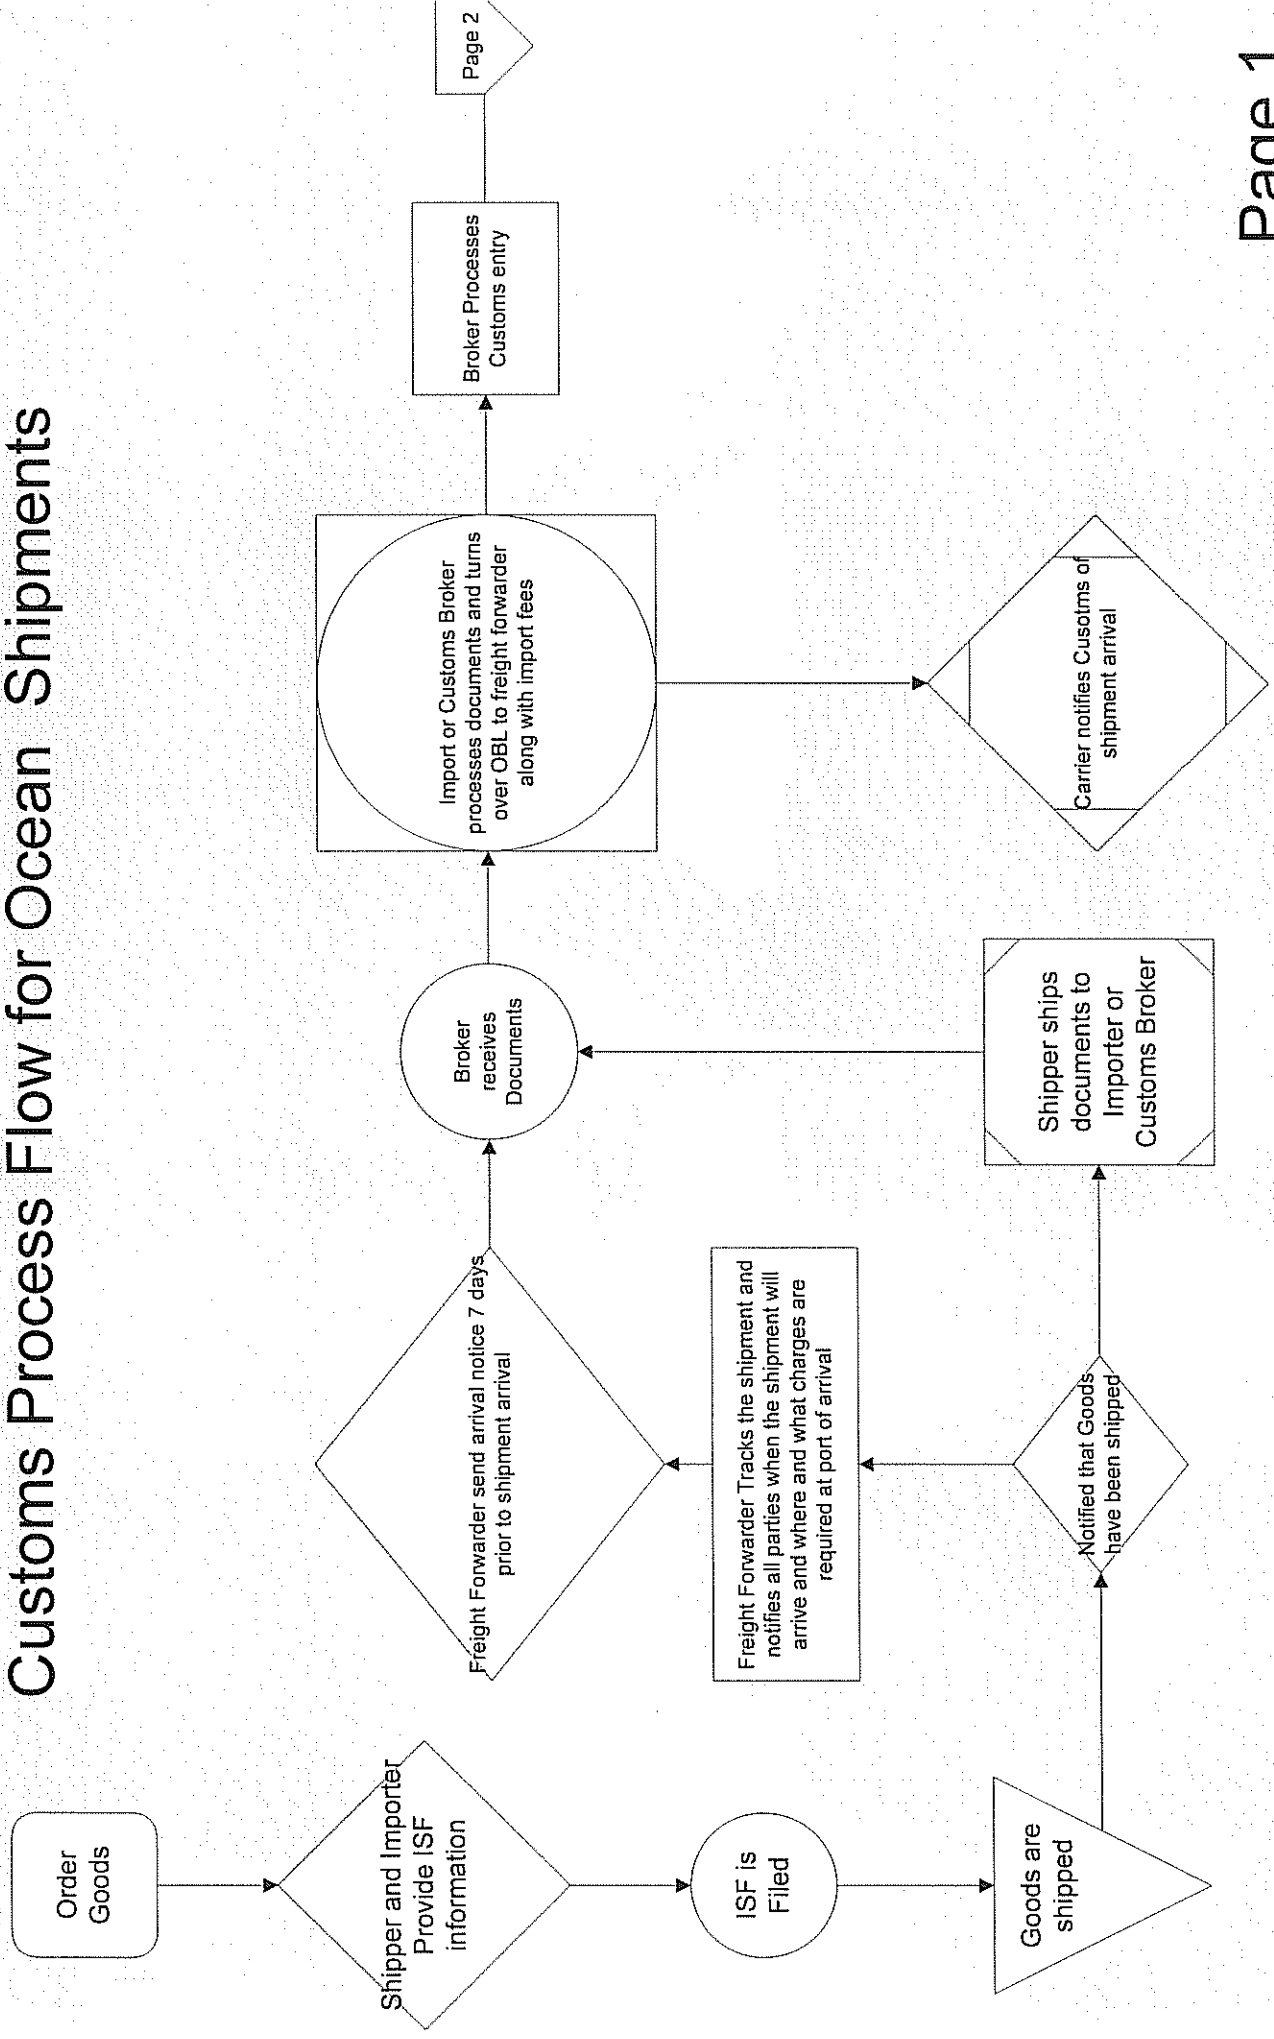 Customs Process Flow for Ocean Shipments
Order
Goods
Shipper and Importer
Provide ISF
information
ISF is
Filed
Goods are
shipped
Notified that Goods
have been shipped
Freight Forwarder Tracks the shipment and
notifies all parties when the shipment will
arrive and where and what charges are
required at port of arrival
Freight Forwarder send arrival notice 7 days
prior to shipment arrival
Shipper ships
documents to
Importer or
Customs Broker
Broker
receives
Documents
Import or Customs Broker
processes documents and turns
over OBL to freight forwarder
along with import fees
Carrier notifies Cusotms of
shipment arrival
Broker Processes
Customs entry
Page 2
Page 1